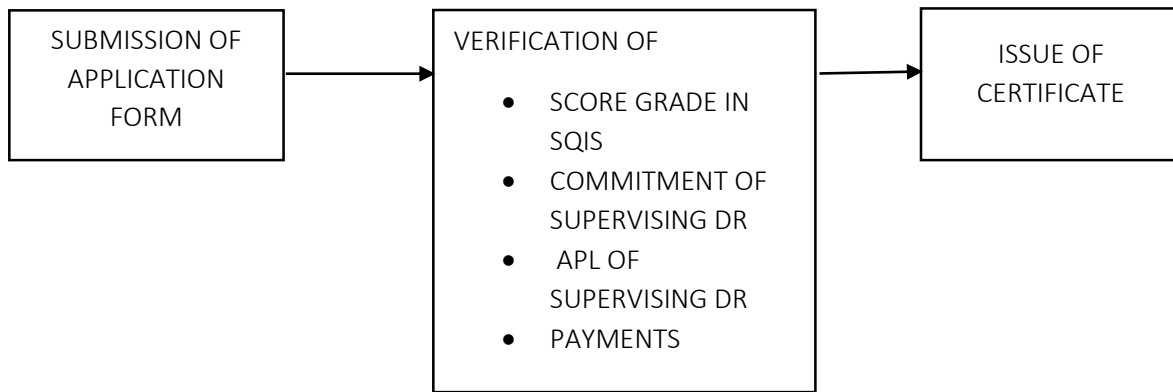 SUBMISSION OF
APPLICATION
FORM
VERIFICATION OF
• SCORE GRADE IN
SQIS
• COMMITMENT OF
SUPERVISING DR
• APL OF
SUPERVISING DR
• PAYMENTS
ISSUE OF
CERTIFICATE